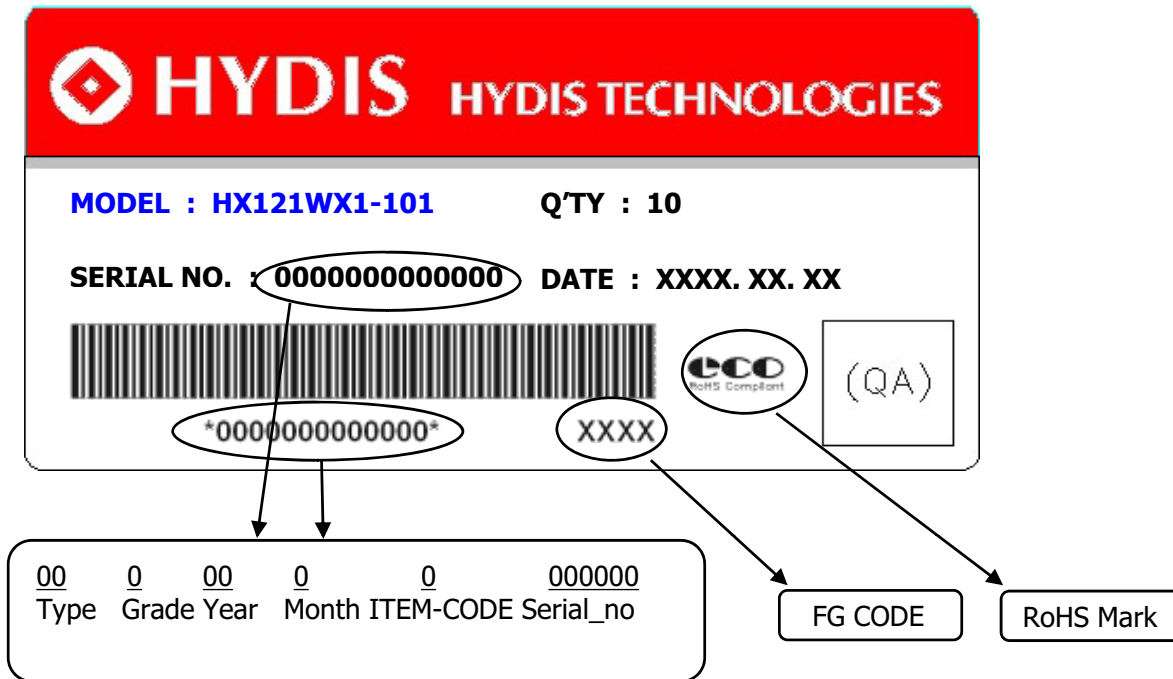 HYDIS HYDIS TECHNOLOGIES
MODEL : HX121WX1-101 Q'TY : 10
SERIAL NO. : 0000000000000 DATE : XXXX. XX. XX
eco
RoHS Compliant
(QA)
*0000000000000* XXXX
00 0 00 0 0 000000
Type Grade Year Month ITEM-CODE Serial_no
FG CODE
RoHS Mark